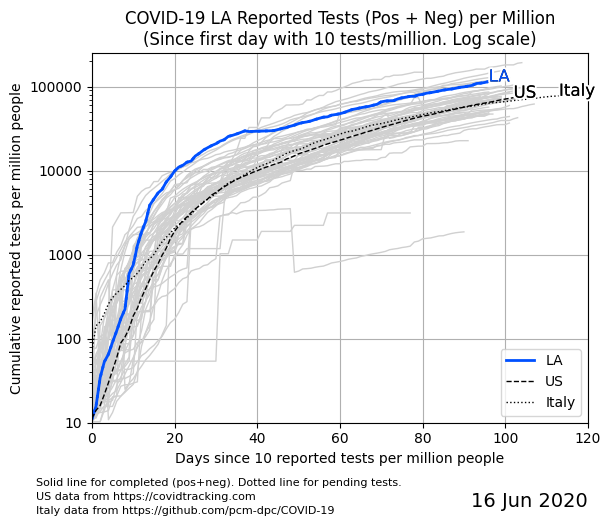 COVID-19 LA Reported Tests (Pos + Neg) per Million
(Since first day with 10 tests/million. Log scale)
Cumulative reported tests per million people
100000
10000
1000
100
10
LA
US
Italy
LA
US
Italy
0 20 40 60 80 100 120
Days since 10 reported tests per million people
Solid line for completed (pos+neg). Dotted line for pending tests.
US data from https://covidtracking.com
Italy data from https://github.com/pcm-dpc/COVID-19
16 Jun 2020